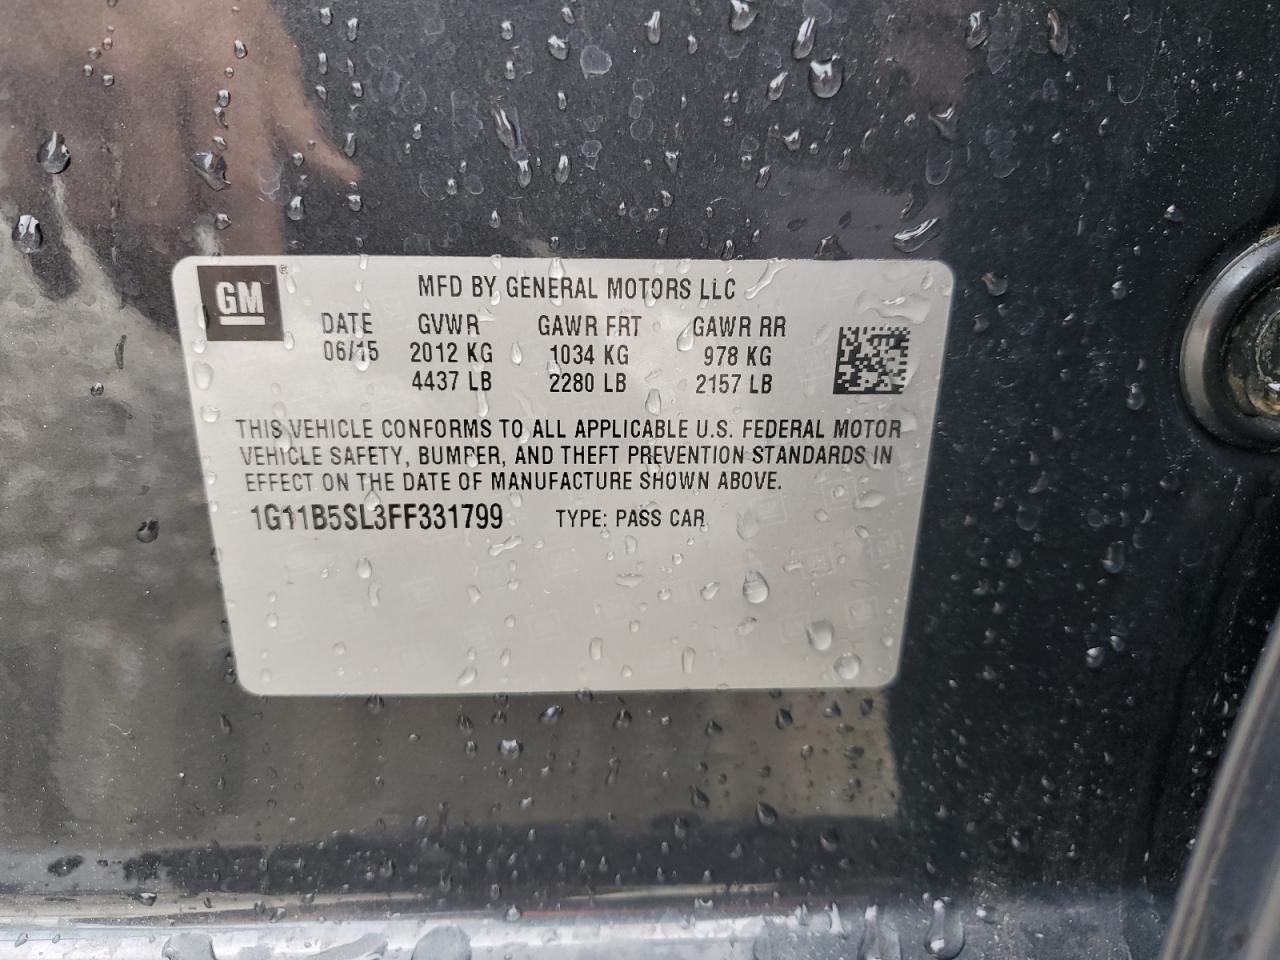 GM
MFD BY GENERAL MOTORS LLC
DATE GVWR GAWR FRT GAWR RR
06/15 2012 KG 1034 KG 978 KG
4437 LB 2280 LB 2157 LB
THIS VEHICLE CONFORMS TO ALL APPLICABLE U.S. FEDERAL MOTOR
VEHICLE SAFETY, BUMPER, AND THEFT PREVENTION STANDARDS IN
EFFECT ON THE DATE OF MANUFACTURE SHOWN ABOVE.
1G11B5SL3FF331799 TYPE: PASS CAR